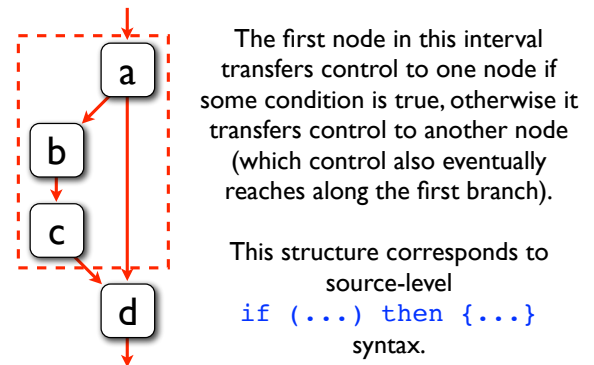 a
b
c
d
The first node in this interval
transfers control to one node if
some condition is true, otherwise it
transfers control to another node
(which control also eventually
reaches along the first branch).
This structure corresponds to
source-level
if (...) then {...}
syntax.